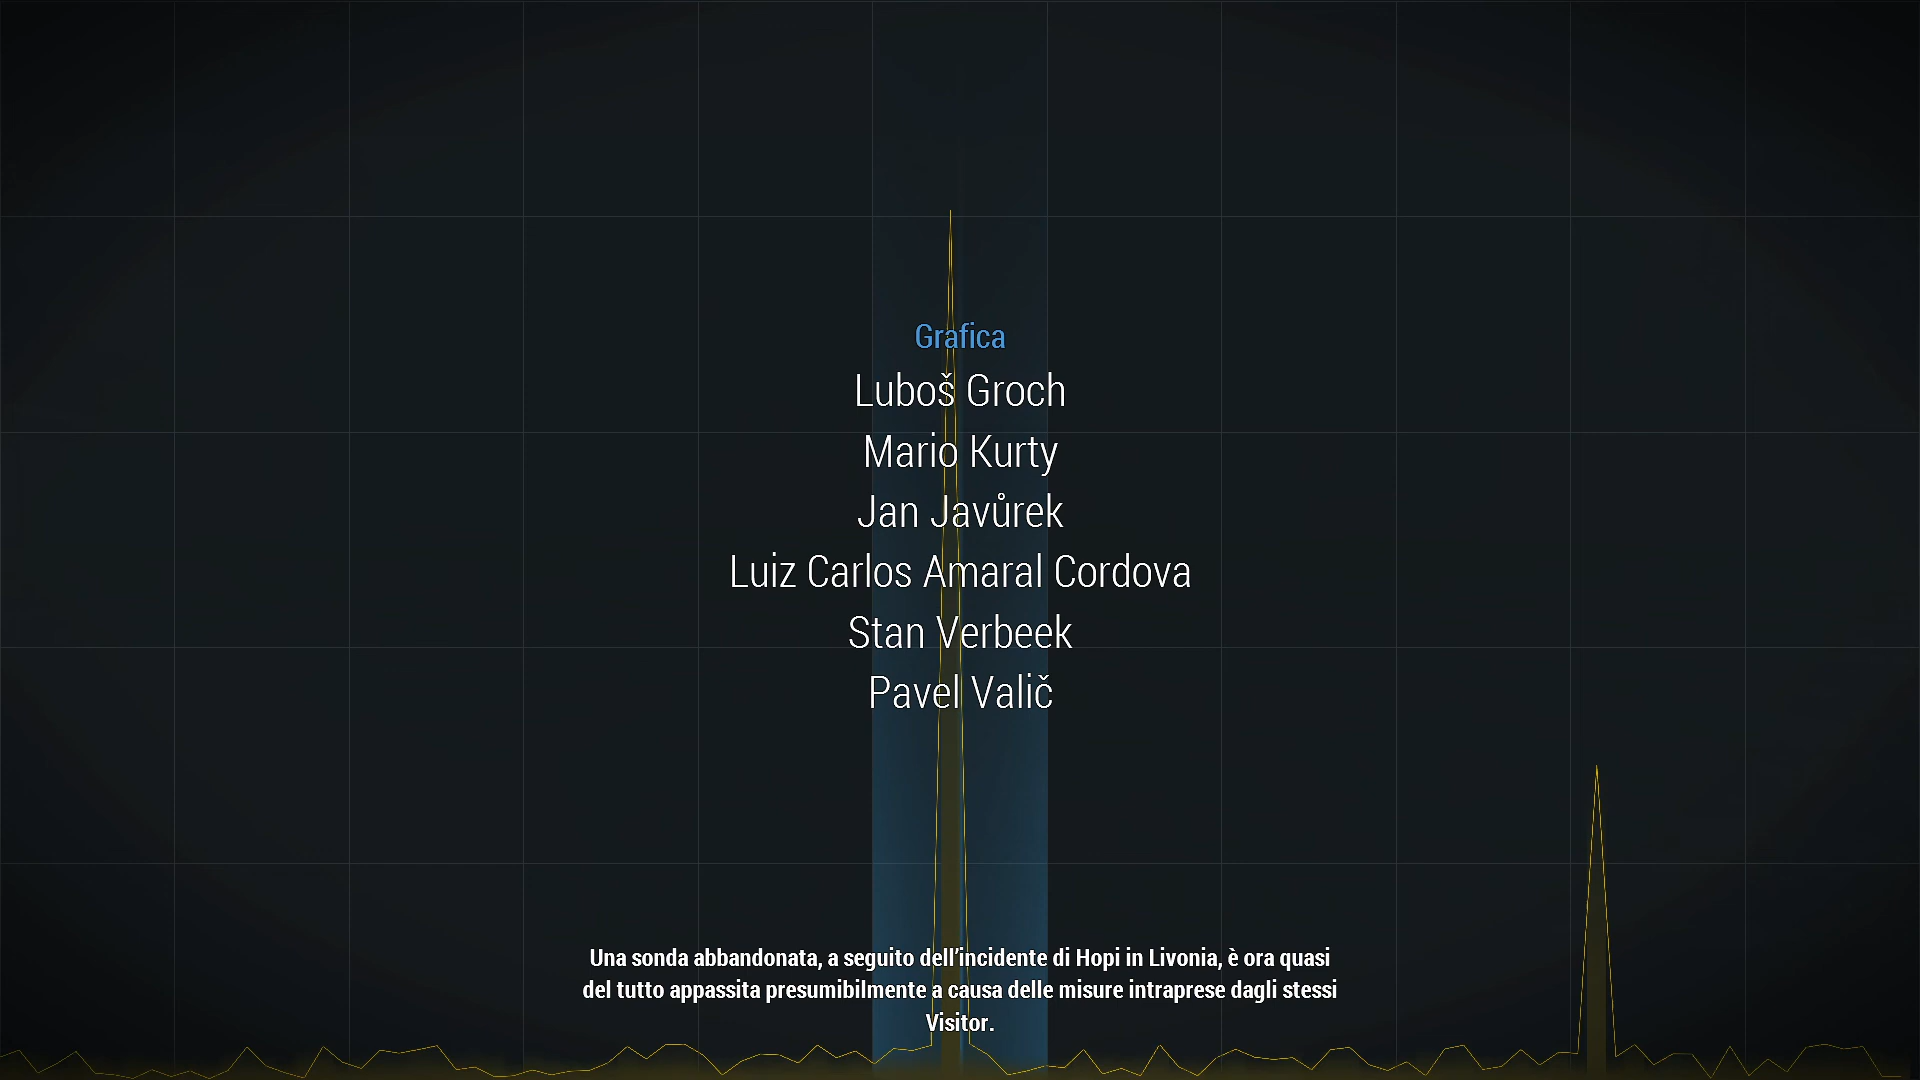 Grafica
Luboš Groch
Mario Kurty
Jan Javůrek
Luiz Carlos Amaral Cordova
Stan Verbeek
Pavel Valič
Una sonda abbandonata, a seguito dell'incidente di Hopi in Livonia, è ora quasi
del tutto appassita presumibilmente a causa delle misure intraprese dagli stessi
Visitor.